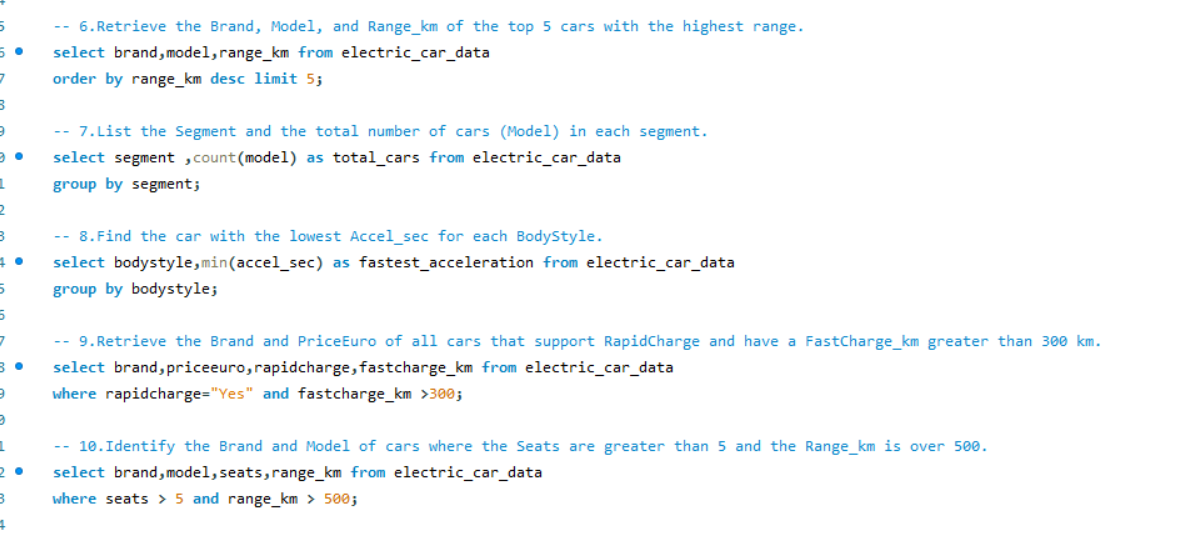 -- 6.Retrieve the Brand, Model, and Range_km of the top 5 cars with the highest range.
select brand,model,range_km from electric_car_data
order by range_km desc limit 5;
-- 7.List the Segment and the total number of cars (Model) in each segment.
select segment ,count(model) as total_cars from electric_car_data
group by segment;
-- 8.Find the car with the lowest Accel_sec for each BodyStyle.
select bodystyle,min(accel_sec) as fastest_acceleration from electric_car_data
group by bodystyle;
-- 9.Retrieve the Brand and PriceEuro of all cars that support RapidCharge and have a FastCharge_km greater than 300 km.
select brand,priceeuro,rapidcharge,fastcharge_km from electric_car_data
where rapidcharge="Yes" and fastcharge_km >300;
-- 10.Identify the Brand and Model of cars where the Seats are greater than 5 and the Range_km is over 500.
select brand,model,seats,range_km from electric_car_data
where seats > 5 and range_km > 500;